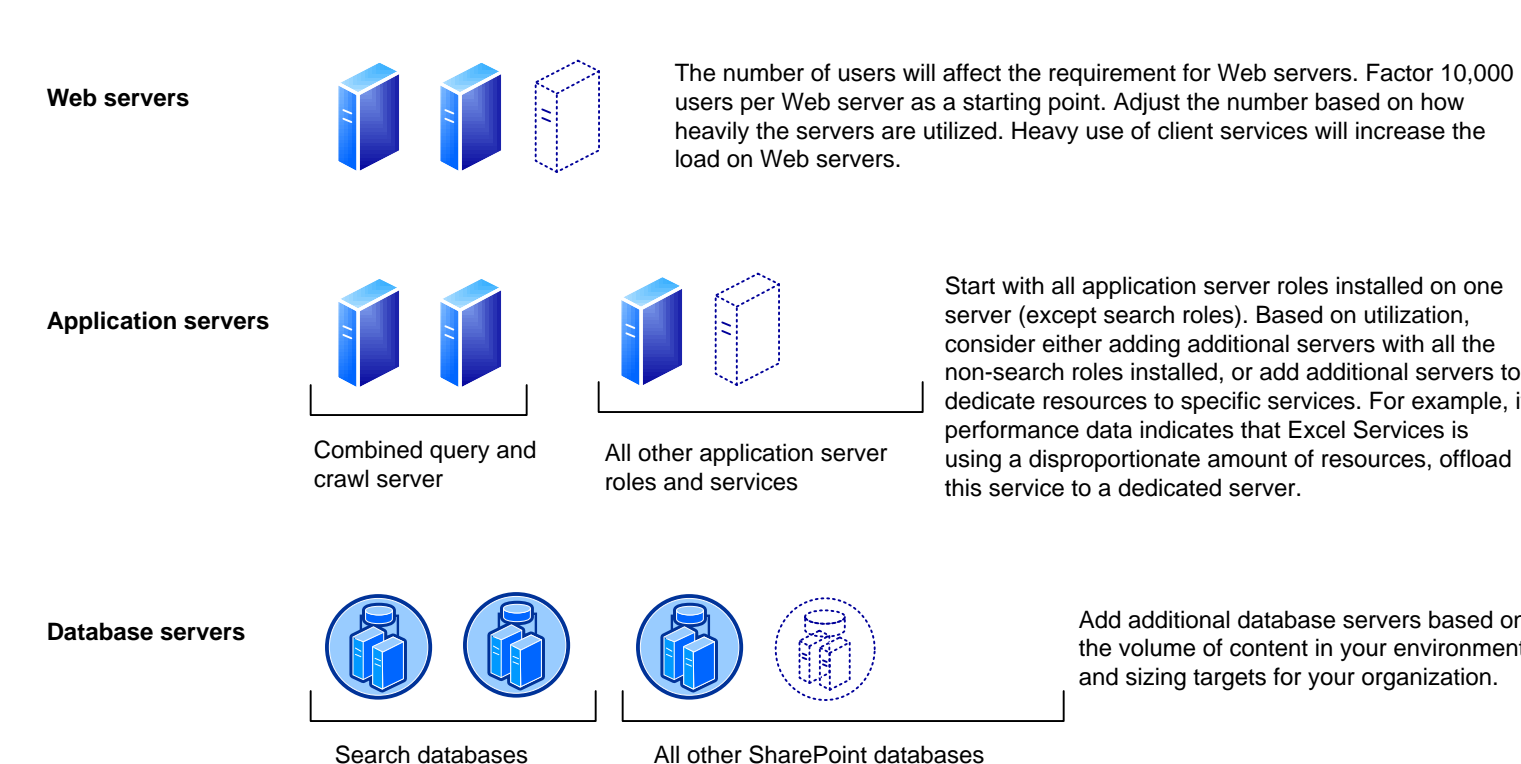 The number of users will affect the requirement for Web servers. Factor 10,000
Web servers
users per Web server as a starting point. Adjust the number based on how
heavily the servers are utilized. Heavy use of client services will increase the
load on Web servers.
Start with all application server roles installed on one
server (except search roles). Based on utilization,
Application servers
consider either adding additional servers with all the
non-search roles installed, or add additional servers to
dedicate resources to specific services. For example, i
performance data indicates that Excel Services is
using a disproportionate amount of resources, offload
this service to a dedicated server.
Combined query and
crawl server
All other application server
roles and services
Database servers
Add additional database servers based on
the volume of content in your environment
and sizing targets for your organization.
Search databases
All other SharePoint databases